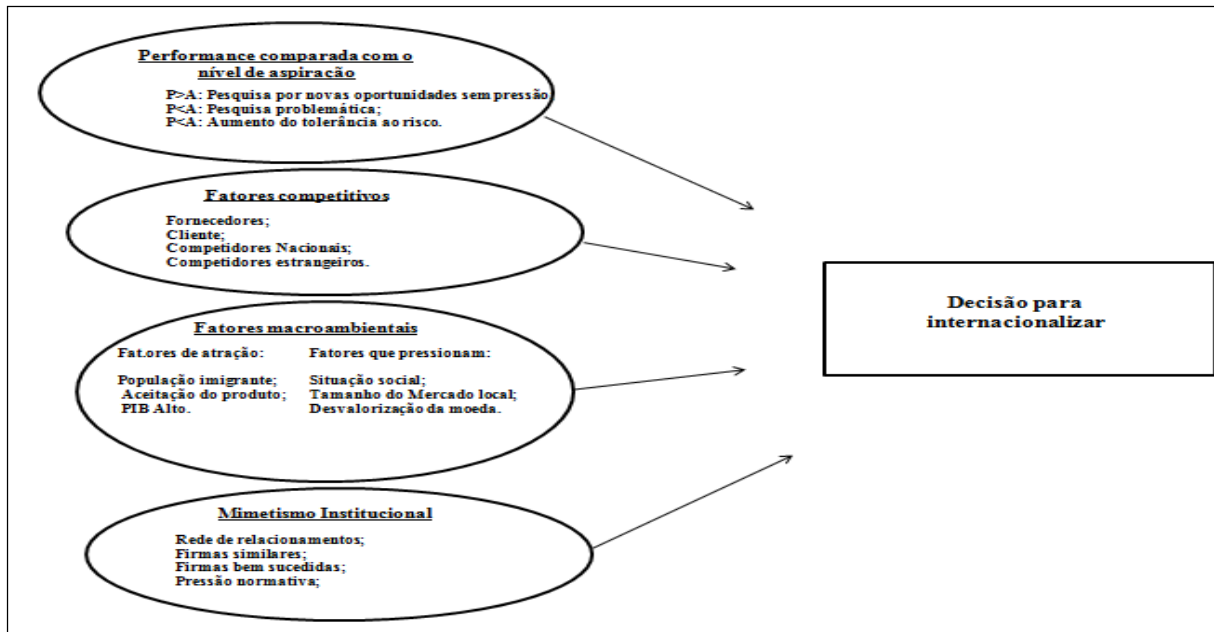 Performance comparada com o
nível de aspiração
P>A: Pesquisa por novas oportunidades sem pressão
P<A: Pesquisa problemática;
P<A: Aumento do tolerância ao risco.
Fatores competitivos
Fornecedores;
Cliente;
Competidores Nacionais;
Competidores estrangeiros.
Fatores macroambientais
Fat.ores de atração:
População imigrante;
Aceitação do produto;
PIB Alto.
Fatores que pressionam:
Situação social;
Tamanho do Mercado local;
Desvalorização da moeda.
Mimetismo Institucional
Rede de relacionamentos;
Firmas similares;
Firmas bem sucedidas;
Pressão normativa;
Decisão para
internacionalizar